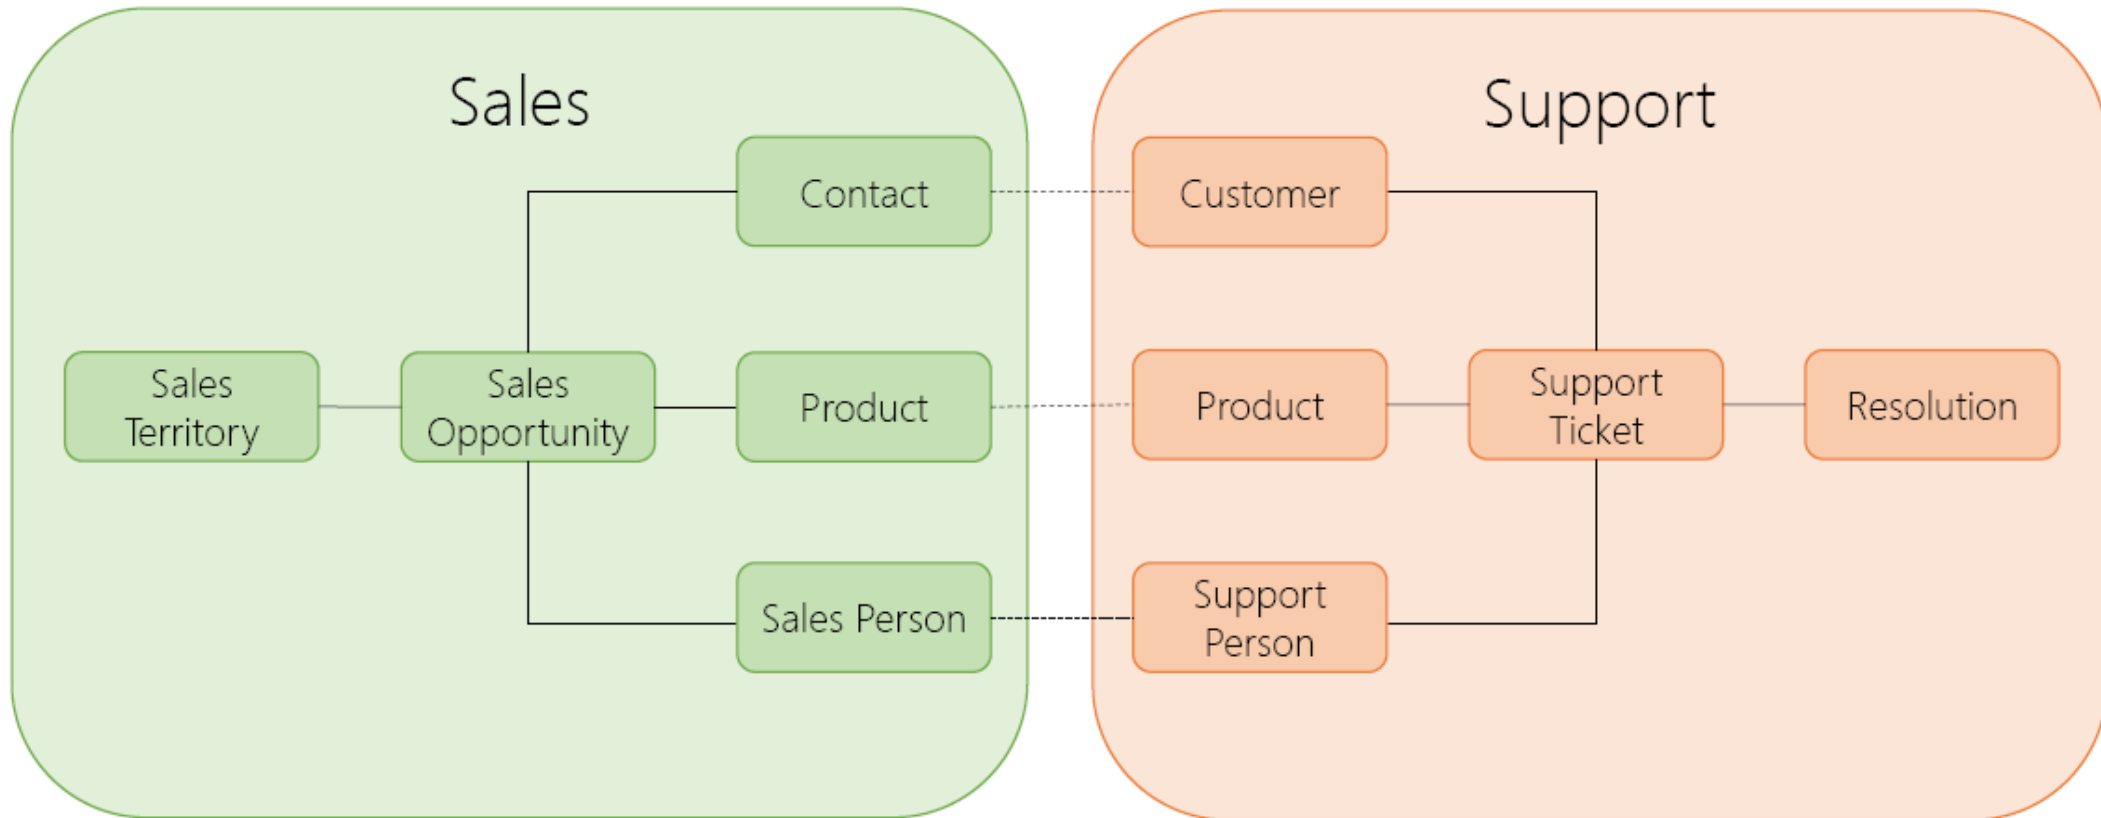 Sales
Contact
Sales
Territory
Sales
Opportunity
Product
Sales Person
Support
Customer
Product
Support
Ticket
Resolution
Support
Person